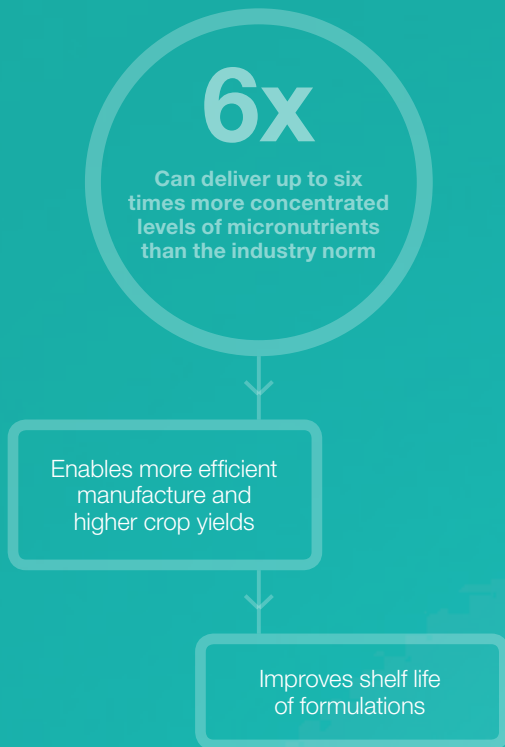 6x
Can deliver up to six
times more concentrated
levels of micronutrients
than the industry norm
Enables more efficient
manufacture and
higher crop yields
Improves shelf life
of formulations